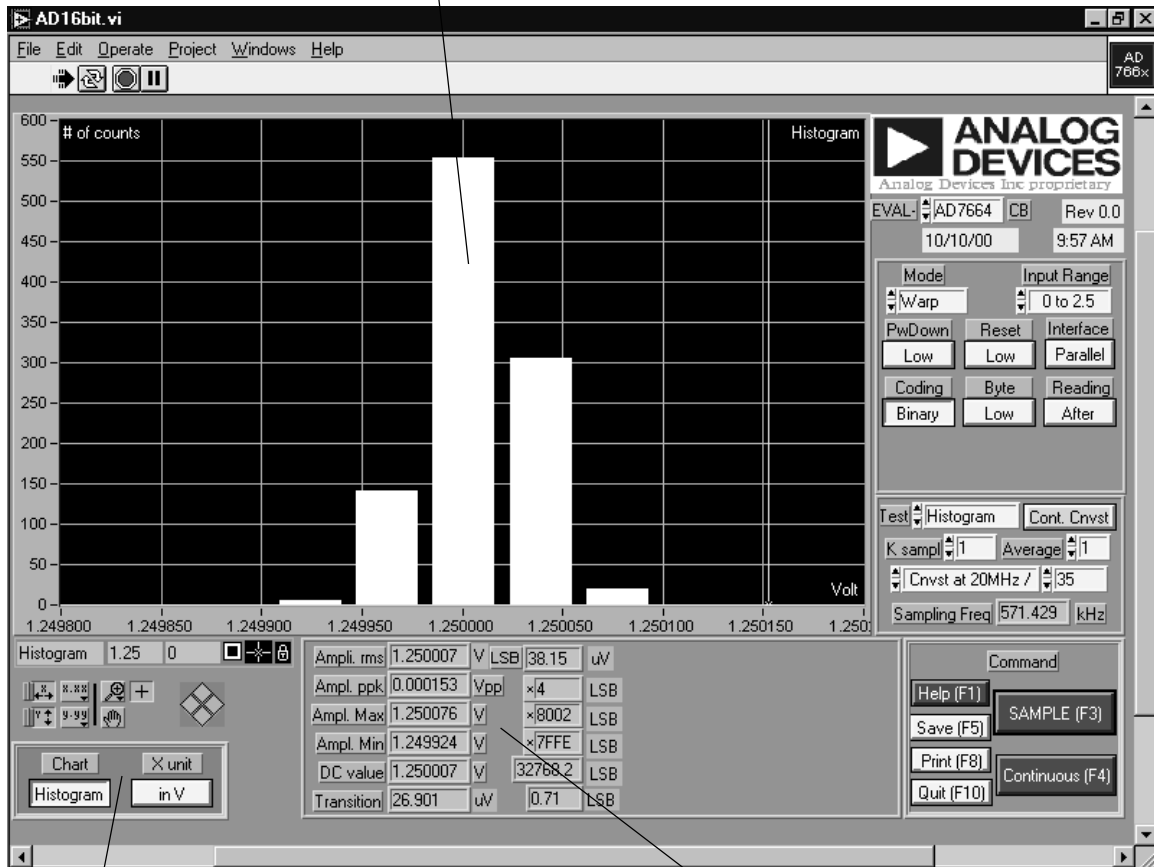 AD16bit.vi
File Edit Operate Project Windows Help
AD
766x
# of counts
Histogram
600
550
500
450
400
350
300
250
200
150
100
50
0
Volt
1.249800 1.249850 1.249900 1.249950 1.250000 1.250050 1.250100 1.250150
ANALOG
DEVICES
Analog Devices Inc proprietary
EVAL- AD7664 CB Rev 0.0
10/10/00 9:57 AM
Mode Input Range
Warp 0 to 2.5
PwDown Reset Interface
Low Low Parallel
Coding Byte Reading
Binary Low After
Test Histogram Cont. Cnvst
K sampl 1 Average 1
Cnvst at 20MHz / 35
Sampling Freq 571.429 kHz
Histogram 1.25 0
Chart X unit
Histogram in V
Ampli. rms 1.250007 V LSB 38.15 uV
Ampl. ppk 0.000153 Vpp x4 LSB
Ampl. Max 1.250076 V x8002 LSB
Ampl. Min 1.249924 V x7FFE LSB
DC value 1.250007 V 32768.2 LSB
Transition 26.901 uV 0.71 LSB
Command
Help (F1)
SAMPLE (F3)
Save (F5)
Print (F8)
Continuous (F4)
Quit (F10)